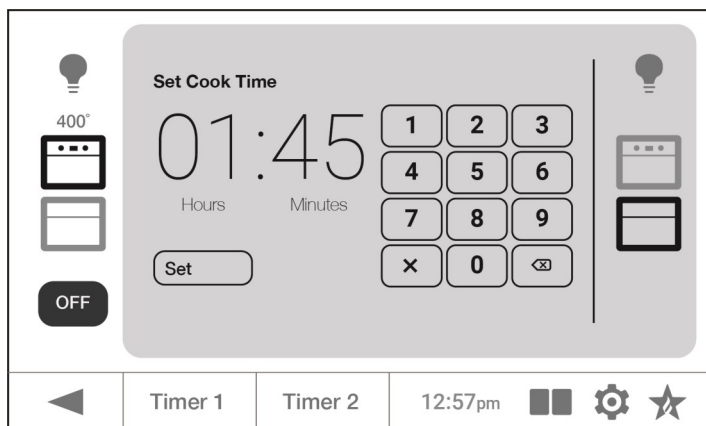 Set Cook Time
400°
01:45
Hours Minutes
1 2 3
4 5 6
7 8 9
× 0 ⌫
Set
OFF
Timer 1 Timer 2 12:57pm